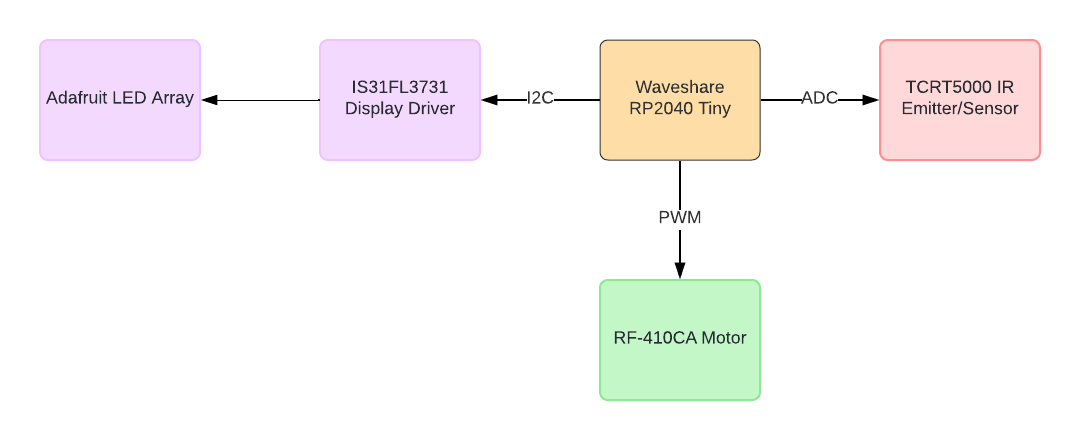 Adafruit LED Array
IS31FL3731
Display Driver
I2C
Waveshare
RP2040 Tiny
ADC
TCRT5000 IR
Emitter/Sensor
PWM
RF-410CA Motor